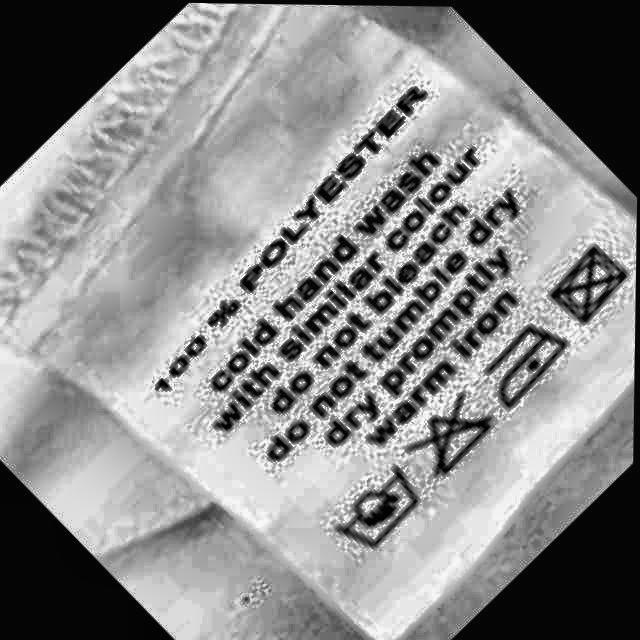 100 % POLYESTER
cold hand wash
with similar colour
do not bleach
do not tumble dry
dry promptly
warm iron